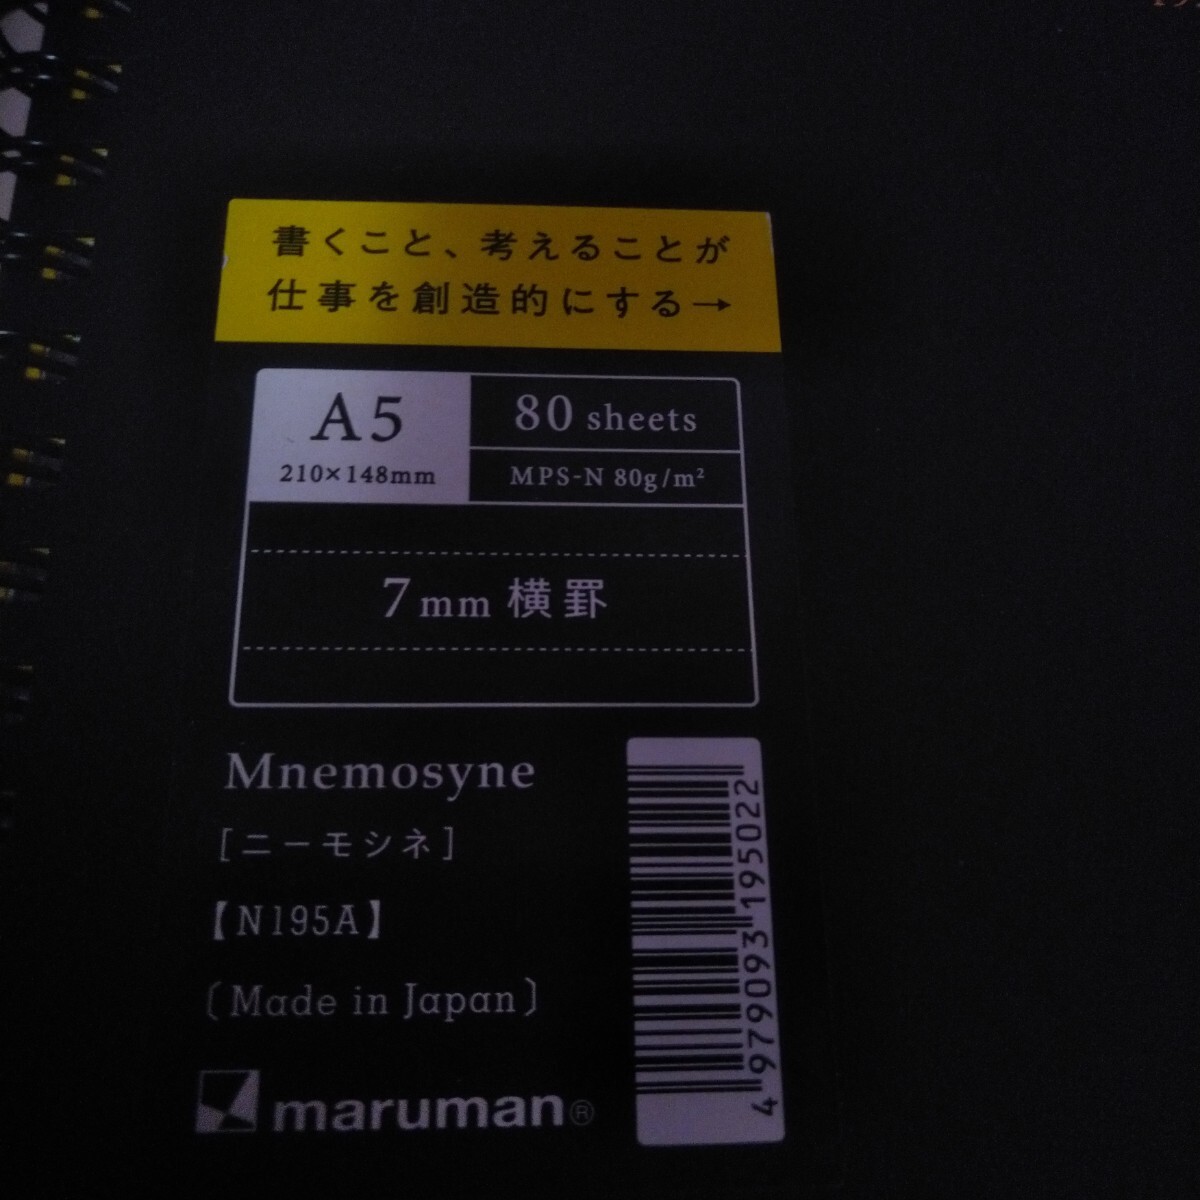 書くこと、考えることが
仕事を創造的にする→
A5
210×148mm
80 sheets
MPS-N 80g/m²
7mm 横罫
Mnemosyne
[ニーモシネ]
【N195A】
〔Made in Japan〕
maruman®
4979093195022